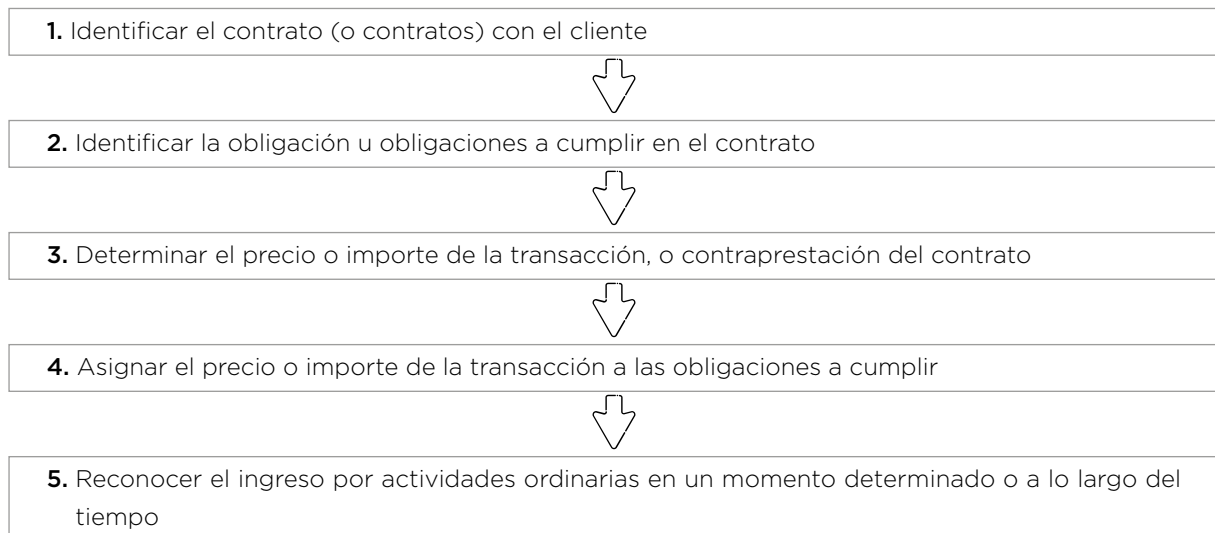 1. Identificar el contrato (o contratos) con el cliente
2. Identificar la obligación u obligaciones a cumplir en el contrato
3. Determinar el precio o importe de la transacción, o contraprestación del contrato
4. Asignar el precio o importe de la transacción a las obligaciones a cumplir
5. Reconocer el ingreso por actividades ordinarias en un momento determinado o a lo largo del
tiempo